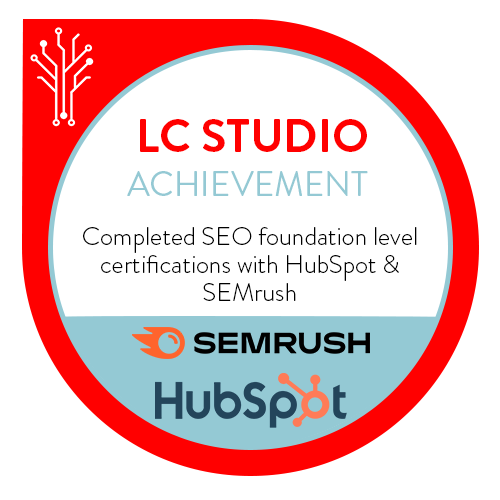 LC STUDIO
ACHIEVEMENT
Completed SEO foundation level
certifications with HubSpot &
SEMrush
SEMRUSH
HubSpot